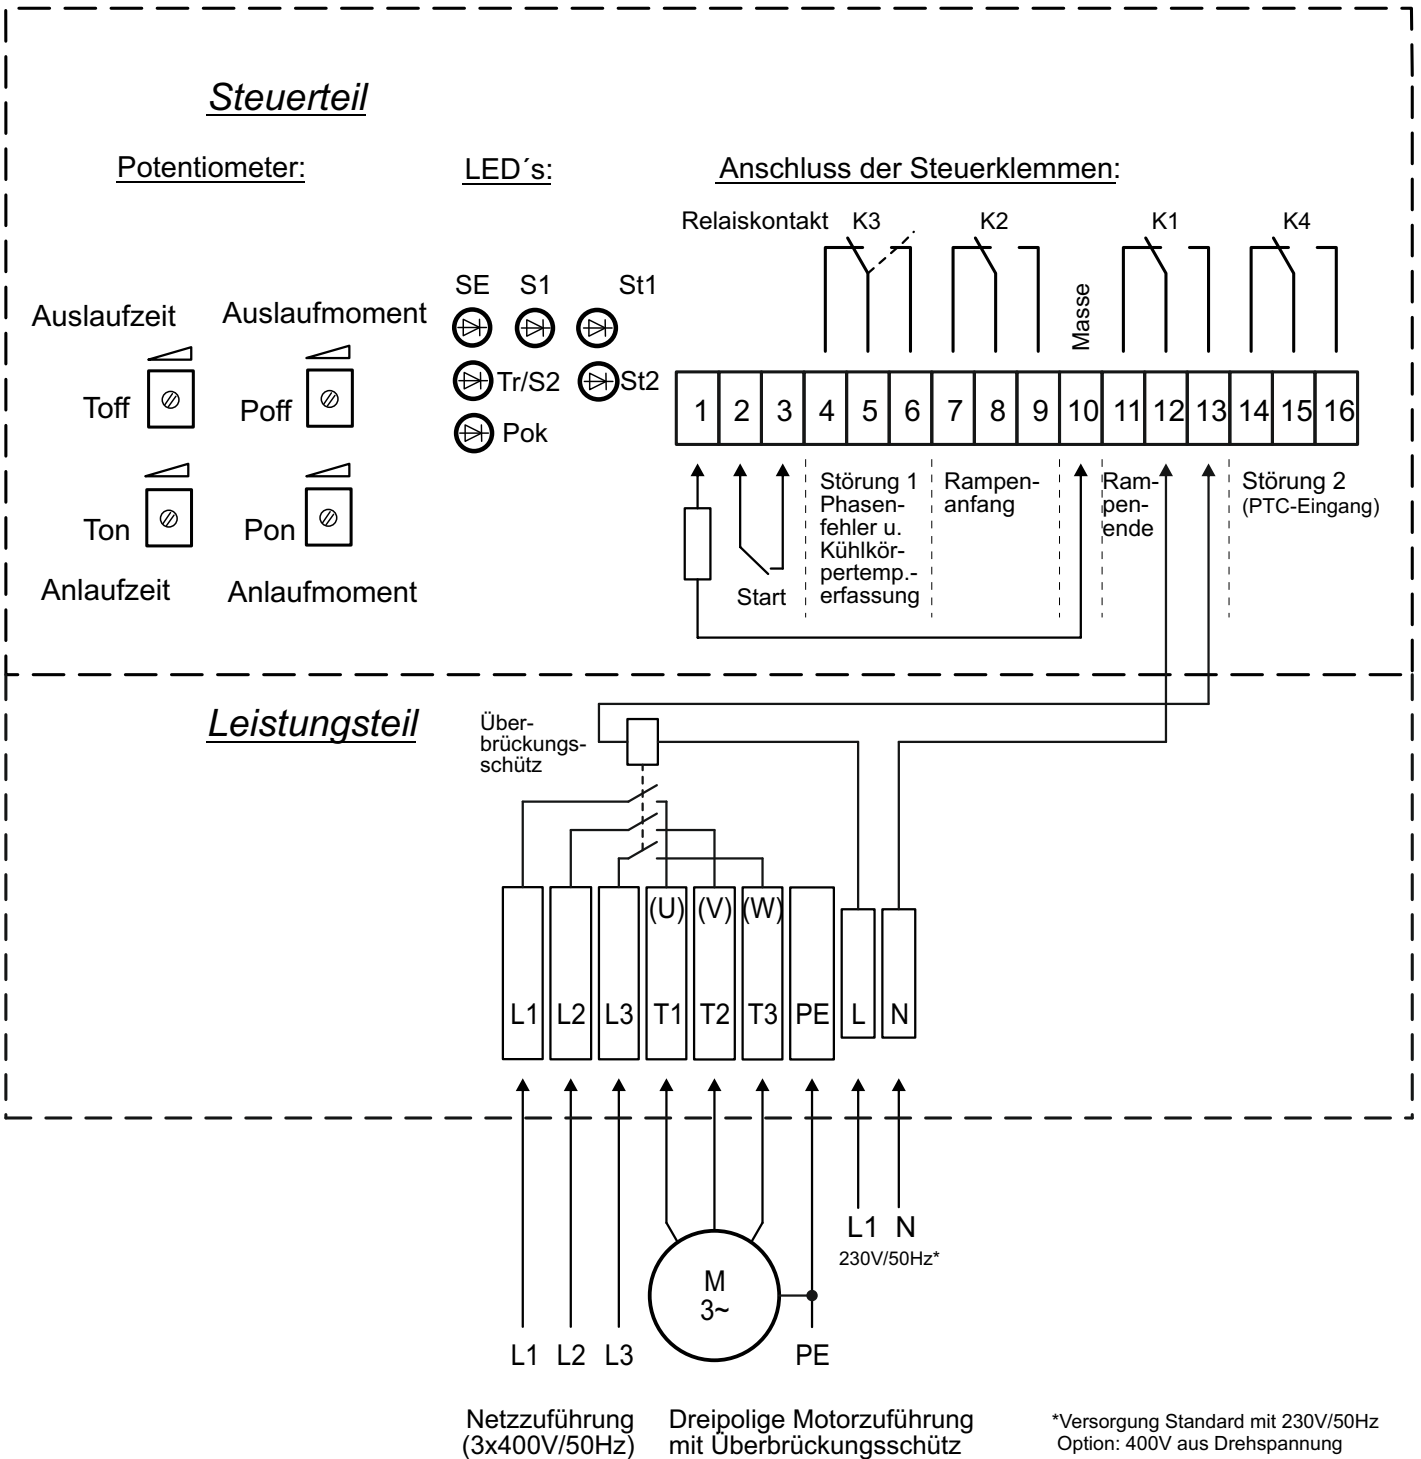 Steuerteil
Potentiometer:
LED´s:
Anschluss der Steuerklemmen:
Relaiskontakt K3 K2 K1 K4
Auslaufzeit
Auslaufmoment
Toff
Poff
Ton
Pon
Anlaufzeit
Anlaufmoment
SE S1 St1
Tr/S2 St2
Pok
Masse
1 2 3 4 5 6 7 8 9 10 11 12 13 14 15 16
Start
Störung 1
Phasen-
fehler u.
Kühlkör-
pertemp.-
erfassung
Rampen-
anfang
Ram-
pen-
ende
Störung 2
(PTC-Eingang)
Leistungsteil
Über-
brückungs-
schütz
(U) (V) (W)
L1 L2 L3 T1 T2 T3 PE L N
L1 N
230V/50Hz*
M
3~
L1 L2 L3 PE
Netzzuführung
(3x400V/50Hz)
Dreipolige Motorzuführung
mit Überbrückungsschütz
*Versorgung Standard mit 230V/50Hz
Option: 400V aus Drehspannung